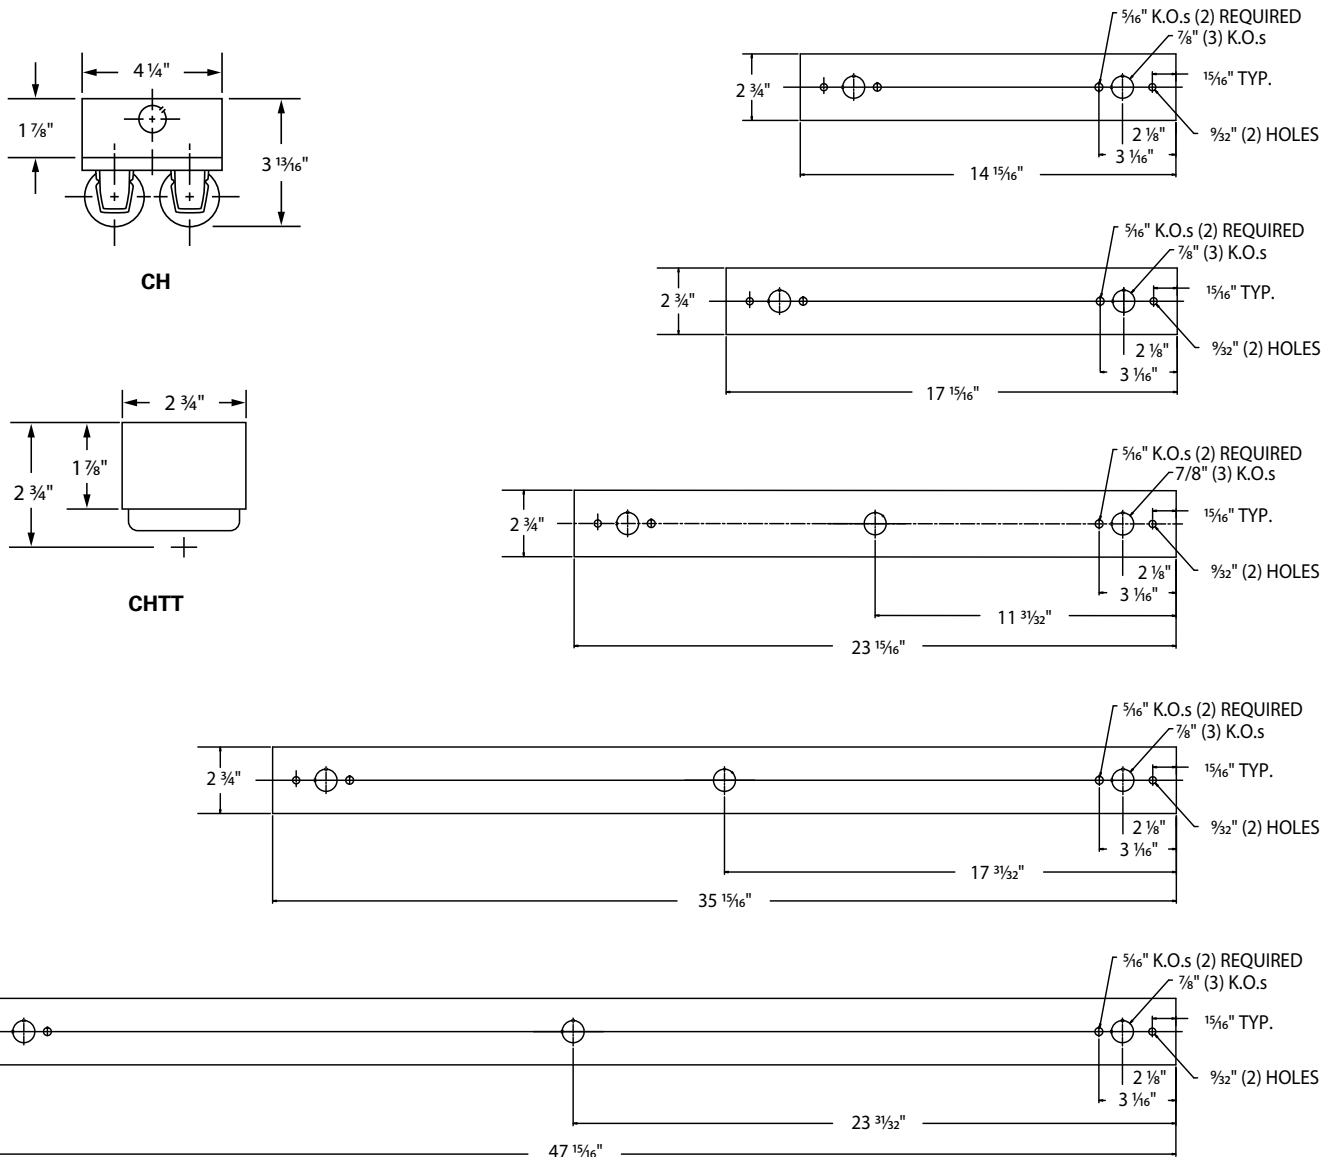 4 ¼"
1 ⅞"
3 ¹³⁄₁₆"
CH
2 ¾"
1 ⅞"
2 ¾"
CHTT
⁵⁄₁₆" K.O.s (2) REQUIRED
⅞" (3) K.O.s
2 ¾"
¹⁵⁄₁₆" TYP.
2 ⅛"
⁹⁄₃₂" (2) HOLES
3 ¹⁄₁₆"
14 ¹⁵⁄₁₆"
⁵⁄₁₆" K.O.s (2) REQUIRED
⅞" (3) K.O.s
2 ¾"
¹⁵⁄₁₆" TYP.
2 ⅛"
⁹⁄₃₂" (2) HOLES
3 ¹⁄₁₆"
17 ¹⁵⁄₁₆"
⁵⁄₁₆" K.O.s (2) REQUIRED
7/8" (3) K.O.s
2 ¾"
¹⁵⁄₁₆" TYP.
2 ⅛"
⁹⁄₃₂" (2) HOLES
3 ¹⁄₁₆"
11 ³¹⁄₃₂"
23 ¹⁵⁄₁₆"
⁵⁄₁₆" K.O.s (2) REQUIRED
⅞" (3) K.O.s
2 ¾"
¹⁵⁄₁₆" TYP.
2 ⅛"
⁹⁄₃₂" (2) HOLES
3 ¹⁄₁₆"
17 ³¹⁄₃₂"
35 ¹⁵⁄₁₆"
⁵⁄₁₆" K.O.s (2) REQUIRED
⅞" (3) K.O.s
¹⁵⁄₁₆" TYP.
2 ⅛"
⁹⁄₃₂" (2) HOLES
3 ¹⁄₁₆"
23 ³¹⁄₃₂"
47 ¹⁵⁄₁₆"